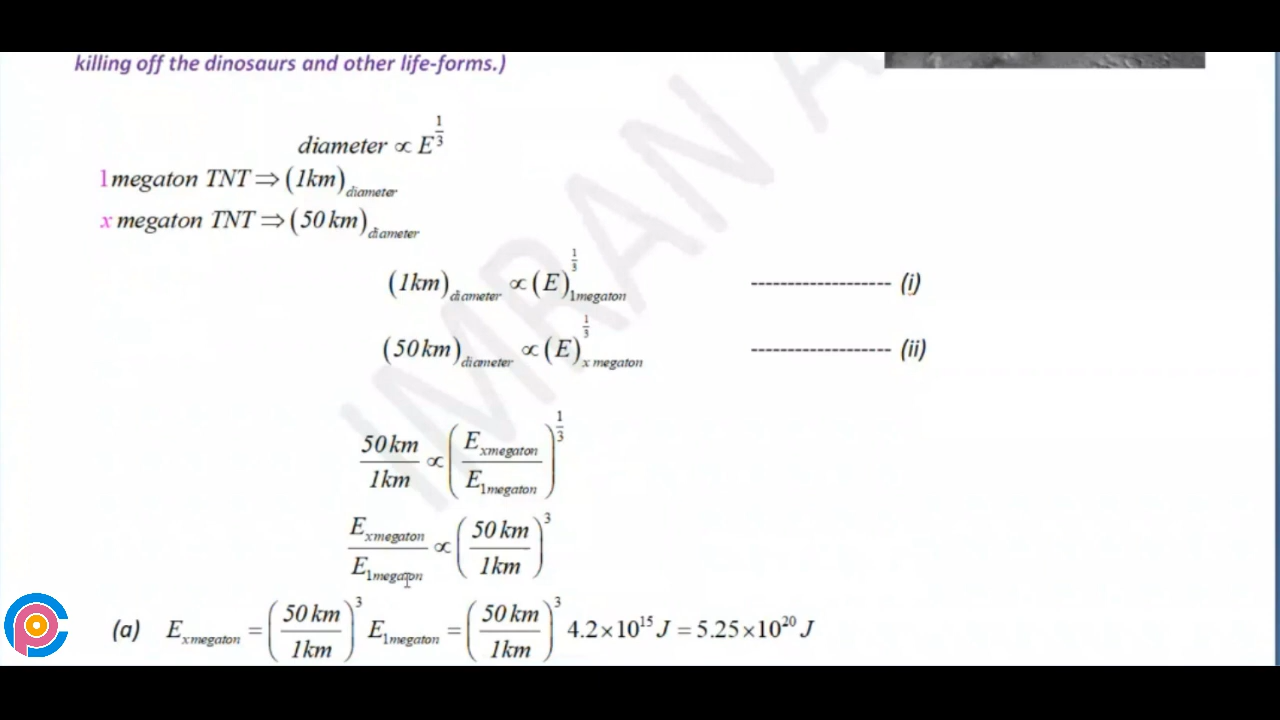 killing off the dinosaurs and other life-forms.)
diameter ∝ E^(1/3)
1megaton TNT ⇒ (1km)_diameter
x megaton TNT ⇒ (50 km)_diameter
(1km)_diameter ∝ (E)^(1/3)_1megaton ------------------- (i)
(50 km)_diameter ∝ (E)^(1/3)_x megaton ------------------- (ii)
50 km / 1km ∝ (E_xmegaton / E_1megaton)^(1/3)
E_xmegaton / E_1megaton ∝ (50 km / 1km)^3
(a) E_xmegaton = (50 km / 1km)^3 E_1megaton = (50 km / 1km)^3 4.2×10^15 J = 5.25×10^20 J
IMRAN A